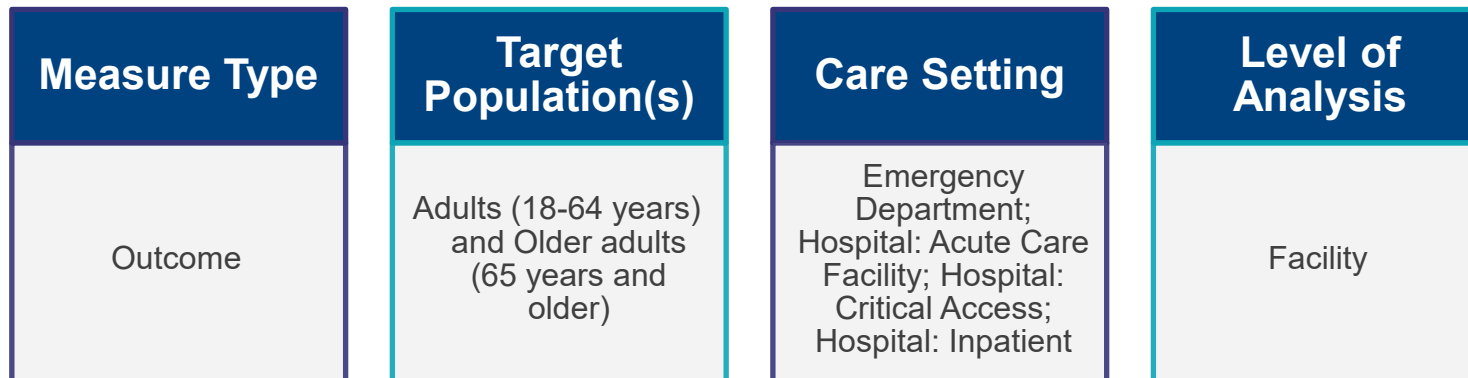 Measure Type
Outcome
Target
Population(s)
Adults (18-64 years)
and Older adults
(65 years and
older)
Care Setting
Emergency
Department;
Hospital: Acute Care
Facility; Hospital:
Critical Access;
Hospital: Inpatient
Level of
Analysis
Facility